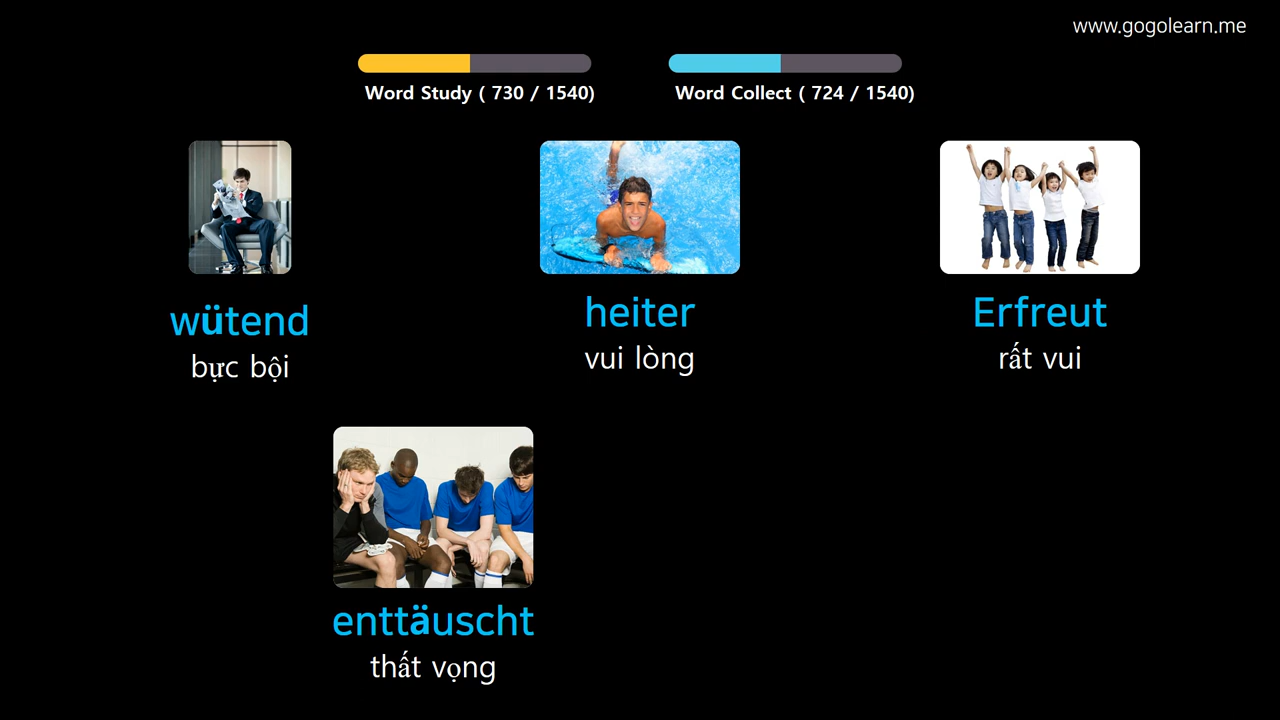 www.gogolearn.me
Word Study ( 730 / 1540)
Word Collect ( 724 / 1540)
wütend
bực bội
heiter
vui lòng
Erfreut
rất vui
enttäuscht
thất vọng